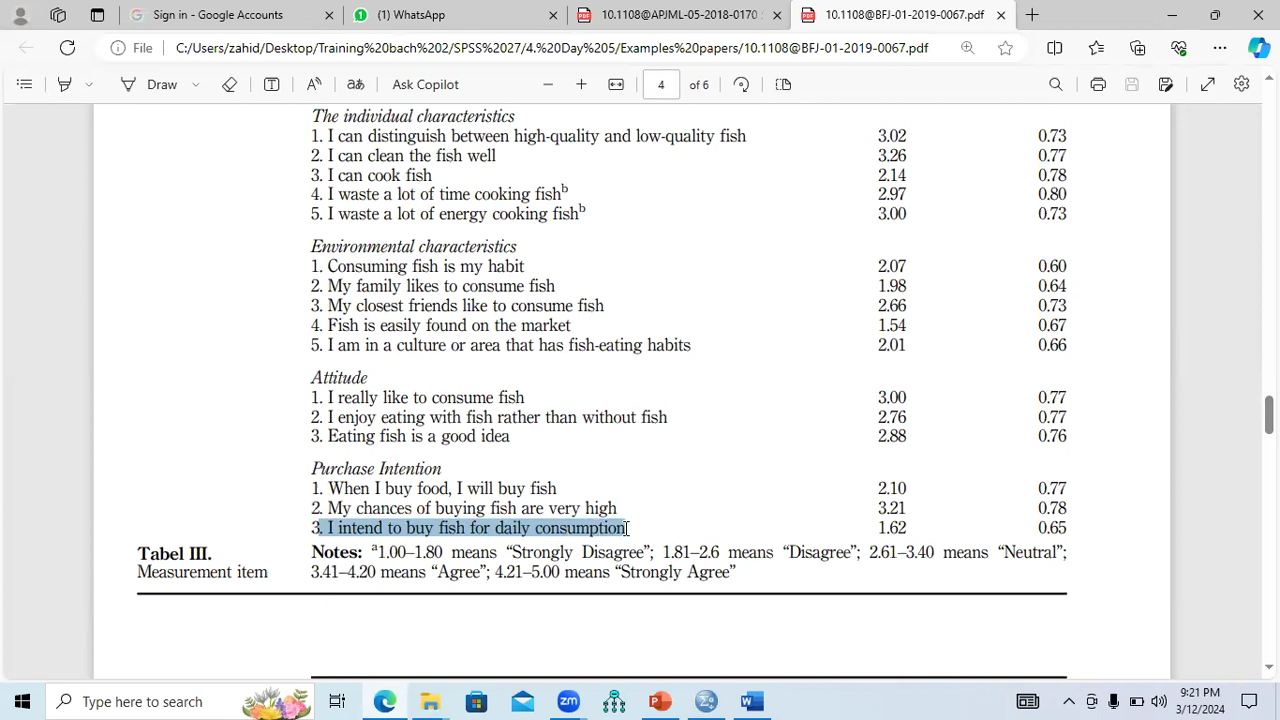 Sign in - Google Accounts
(1) WhatsApp
10.1108@APJML-05-2018-0170
10.1108@BFJ-01-2019-0067.pdf
File
C:/Users/zahid/Desktop/Training%20bach%202/SPSS%2027/4.%20Day%205/Examples%20papers/10.1108@BFJ-01-2019-0067.pdf
Draw
Ask Copilot
4 of 6
The individual characteristics
1. I can distinguish between high-quality and low-quality fish 3.02 0.73
2. I can clean the fish well 3.26 0.77
3. I can cook fish 2.14 0.78
4. I waste a lot of time cooking fishᵇ 2.97 0.80
5. I waste a lot of energy cooking fishᵇ 3.00 0.73
Environmental characteristics
1. Consuming fish is my habit 2.07 0.60
2. My family likes to consume fish 1.98 0.64
3. My closest friends like to consume fish 2.66 0.73
4. Fish is easily found on the market 1.54 0.67
5. I am in a culture or area that has fish-eating habits 2.01 0.66
Attitude
1. I really like to consume fish 3.00 0.77
2. I enjoy eating with fish rather than without fish 2.76 0.77
3. Eating fish is a good idea 2.88 0.76
Purchase Intention
1. When I buy food, I will buy fish 2.10 0.77
2. My chances of buying fish are very high 3.21 0.78
3. I intend to buy fish for daily consumption 1.62 0.65
Tabel III.
Measurement item
Notes: ᵃ1.00–1.80 means “Strongly Disagree”; 1.81–2.6 means “Disagree”; 2.61–3.40 means “Neutral”;
3.41–4.20 means “Agree”; 4.21–5.00 means “Strongly Agree”
Type here to search
9:21 PM
3/12/2024